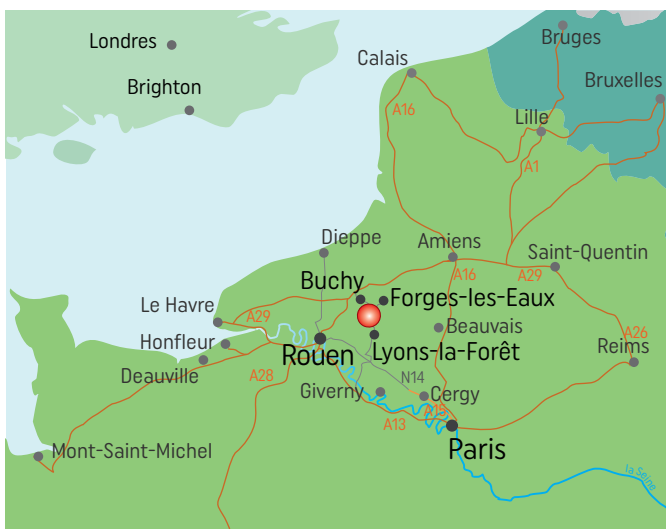 Londres
Bruges
Calais
Bruxelles
Brighton
A16
Lille
A1
Dieppe
Amiens
Saint-Quentin
A16
A29
Buchy
Forges-les-Eaux
Le Havre
A29
Beauvais
A26
Honfleur
Rouen
Lyons-la-Forêt
Reims
Deauville
A28
N14
Giverny
Cergy
A15
A13
Paris
Mont-Saint-Michel
la Seine